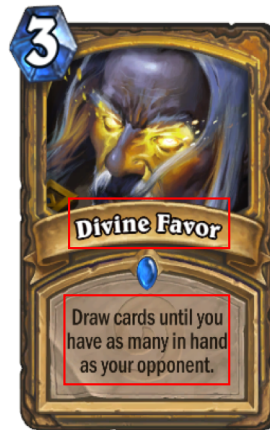 3
Divine Favor
Draw cards until you
have as many in hand
as your opponent.